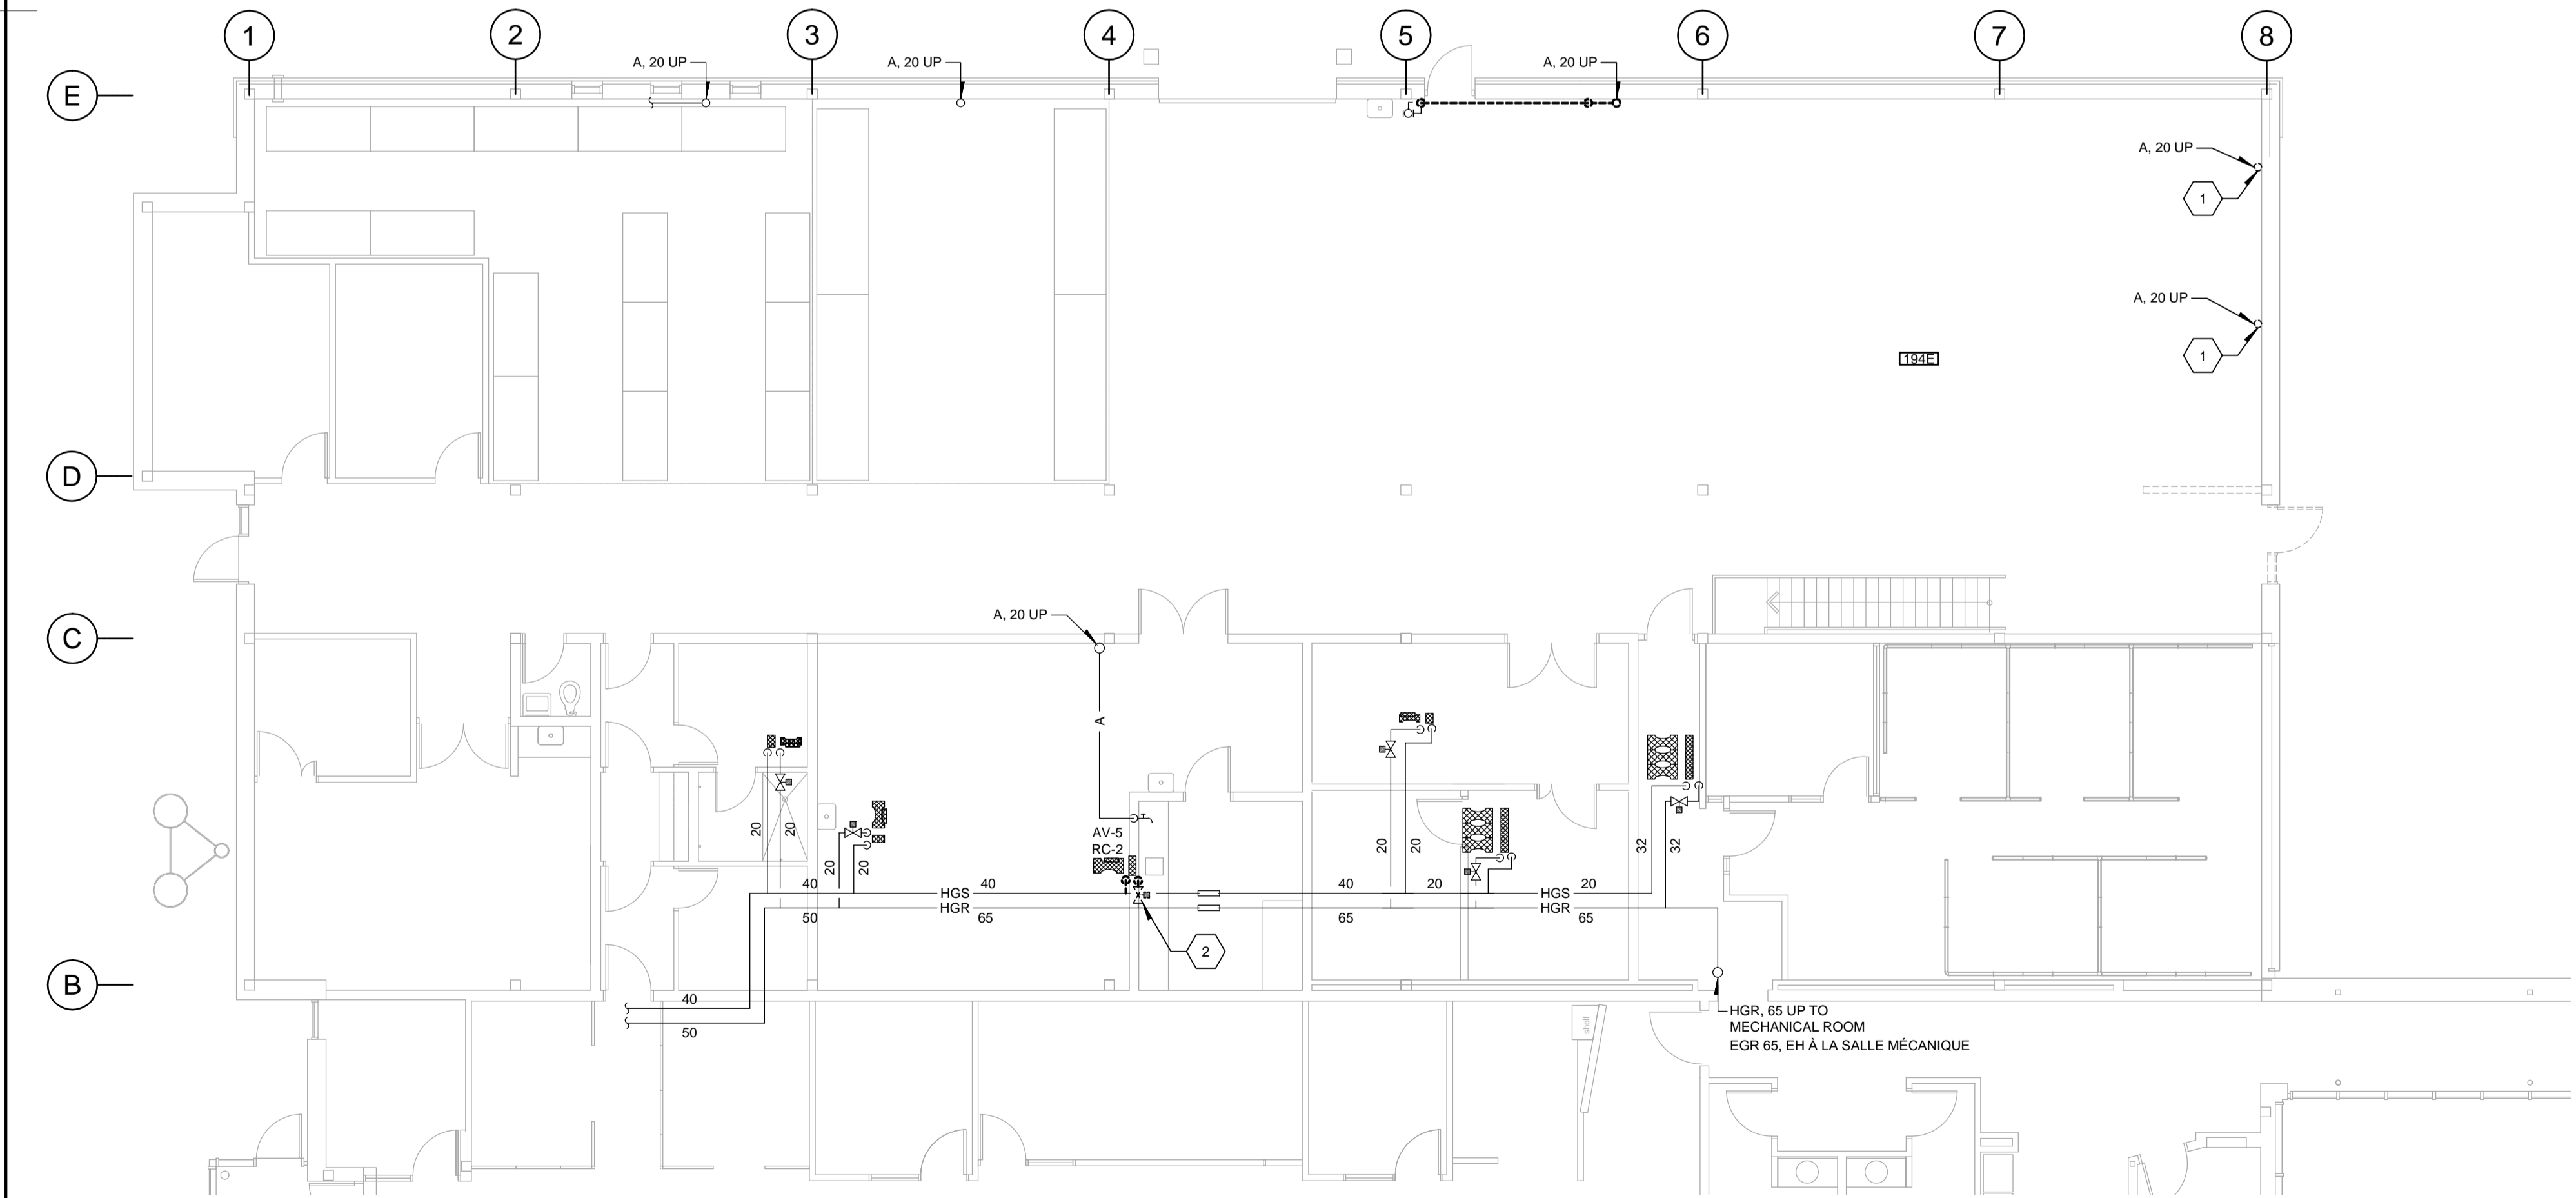 1
2
3
4
5
6
7
8
A, 20 UP
A, 20 UP
A, 20 UP
E
A, 20 UP
1
A, 20 UP
1
194E
D
C
A, 20 UP
A
20
20
20
20
AV-5
RC-2
20
20
32
32
40
HGS
40
40
20
HGS
20
50
HGR
65
65
HGR
65
2
B
40
50
HGR, 65 UP TO
MECHANICAL ROOM
EGR 65, EH À LA SALLE MÉCANIQUE
shelf